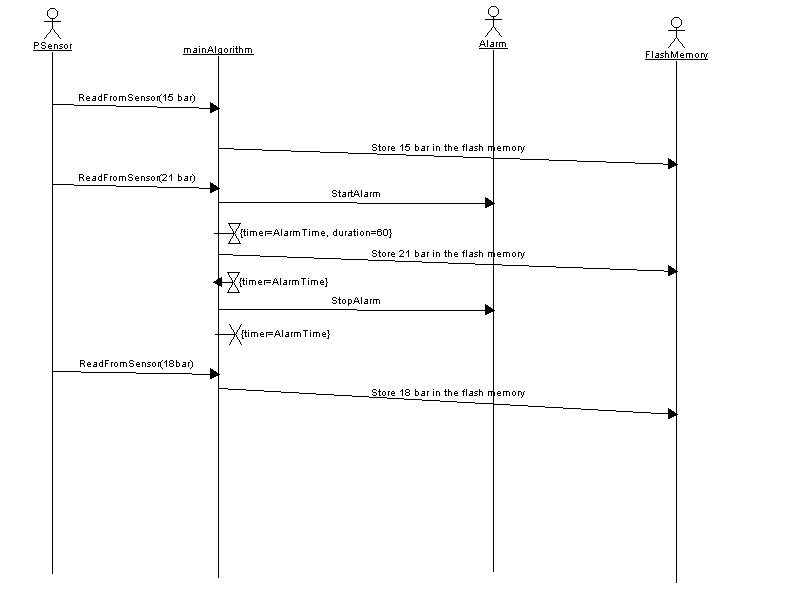 PSensor
mainAlgorithm
Alarm
FlashMemory
ReadFromSensor(15 bar)
Store 15 bar in the flash memory
ReadFromSensor(21 bar)
StartAlarm
{timer=AlarmTime, duration=60}
Store 21 bar in the flash memory
{timer=AlarmTime}
StopAlarm
{timer=AlarmTime}
ReadFromSensor(18bar)
Store 18 bar in the flash memory